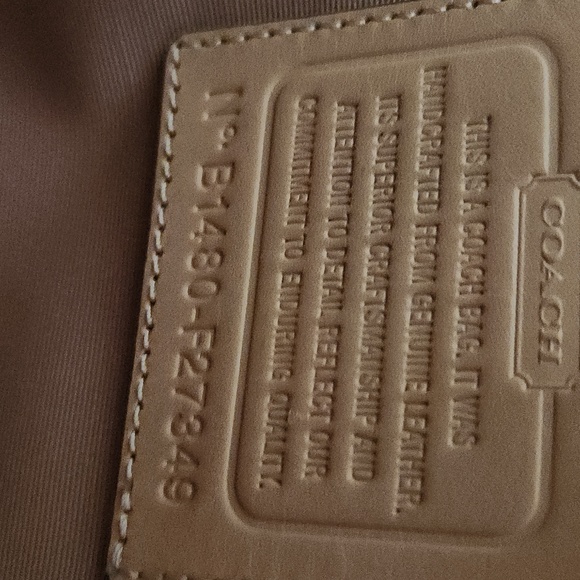 COACH
THIS IS A COACH BAG. IT WAS
HANDCRAFTED FROM GENUINE LEATHER.
ITS SUPERIOR CRAFTSMANSHIP AND
ATTENTION TO DETAIL REFLECT OUR
COMMITMENT TO ENDURING QUALITY.
Nº B1480-F27849